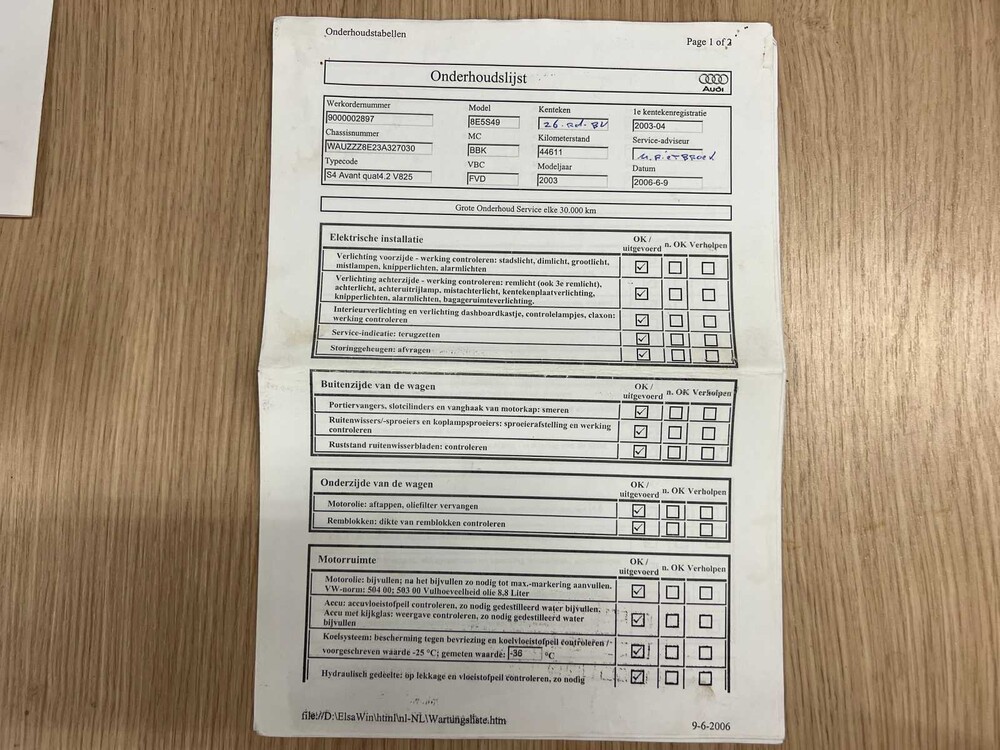 Onderhoudstabellen
Page 1 of 2
Onderhoudslijst
Audi
Werkordernummer
9000002897
Model
8E5S49
Kenteken
1e kentekenregistratie
2003-04
Chassisnummer
WAUZZZ8E23A327030
MC
BBK
Kilometerstand
44611
Service-adviseur
Typecode
S4 Avant quat4.2 V825
VBC
FVD
Modeljaar
2003
Datum
2006-6-9
Grote Onderhoud Service elke 30.000 km
Elektrische installatie
OK /
uitgevoerd n. OK Verholpen
Verlichting voorzijde - werking controleren: stadslicht, dimlicht, grootlicht,
mistlampen, knipperlichten, alarmlichten
Verlichting achterzijde - werking controleren: remlicht (ook 3e remlicht),
achterlicht, achteruitrijlamp, mistachterlicht, kentekenplaatverlichting,
knipperlichten, alarmlichten, bagageruimteverlichting,
Interieurverlichting en verlichting dashboardkastje, controlelampjes, claxon:
werking controleren
Service-indicatie: terugzetten
Storinggeheugen: afvragen
Buitenzijde van de wagen
OK /
uitgevoerd n. OK Verholpen
Portiervangers, slotcilinders en vanghaak van motorkap: smeren
Ruitenwissers/-sproeiers en koplampsproeiers: sproeierafstelling en werking
controleren
Ruststand ruitenwisserbladen: controleren
Onderzijde van de wagen
OK /
uitgevoerd n. OK Verholpen
Motorolie: aftappen, oliefilter vervangen
Remblokken: dikte van remblokken controleren
Motorruimte
OK /
uitgevoerd n. OK Verholpen
Motorolie: bijvullen; na het bijvullen zo nodig tot max.-markering aanvullen.
VW-norm: 504 00; 503 00 Vulhoeveelheid olie 8,8 Liter
Accu: accuvloeistofpeil controleren, zo nodig gedestilleerd water bijvullen.
Accu met kijkglas: weergave controleren, zo nodig gedestilleerd water
bijvullen
Koelsysteem: bescherming tegen bevriezing en koelvloeistofpeil controleren /
voorgeschreven waarde -25 °C; gemeten waarde: -36 °C
Hydraulisch gedeelte: op lekkage en vloeistofpeil controleren, zo nodig
file://D:\ElsaWin\html\nl-NL\Wartungsliste.htm
9-6-2006